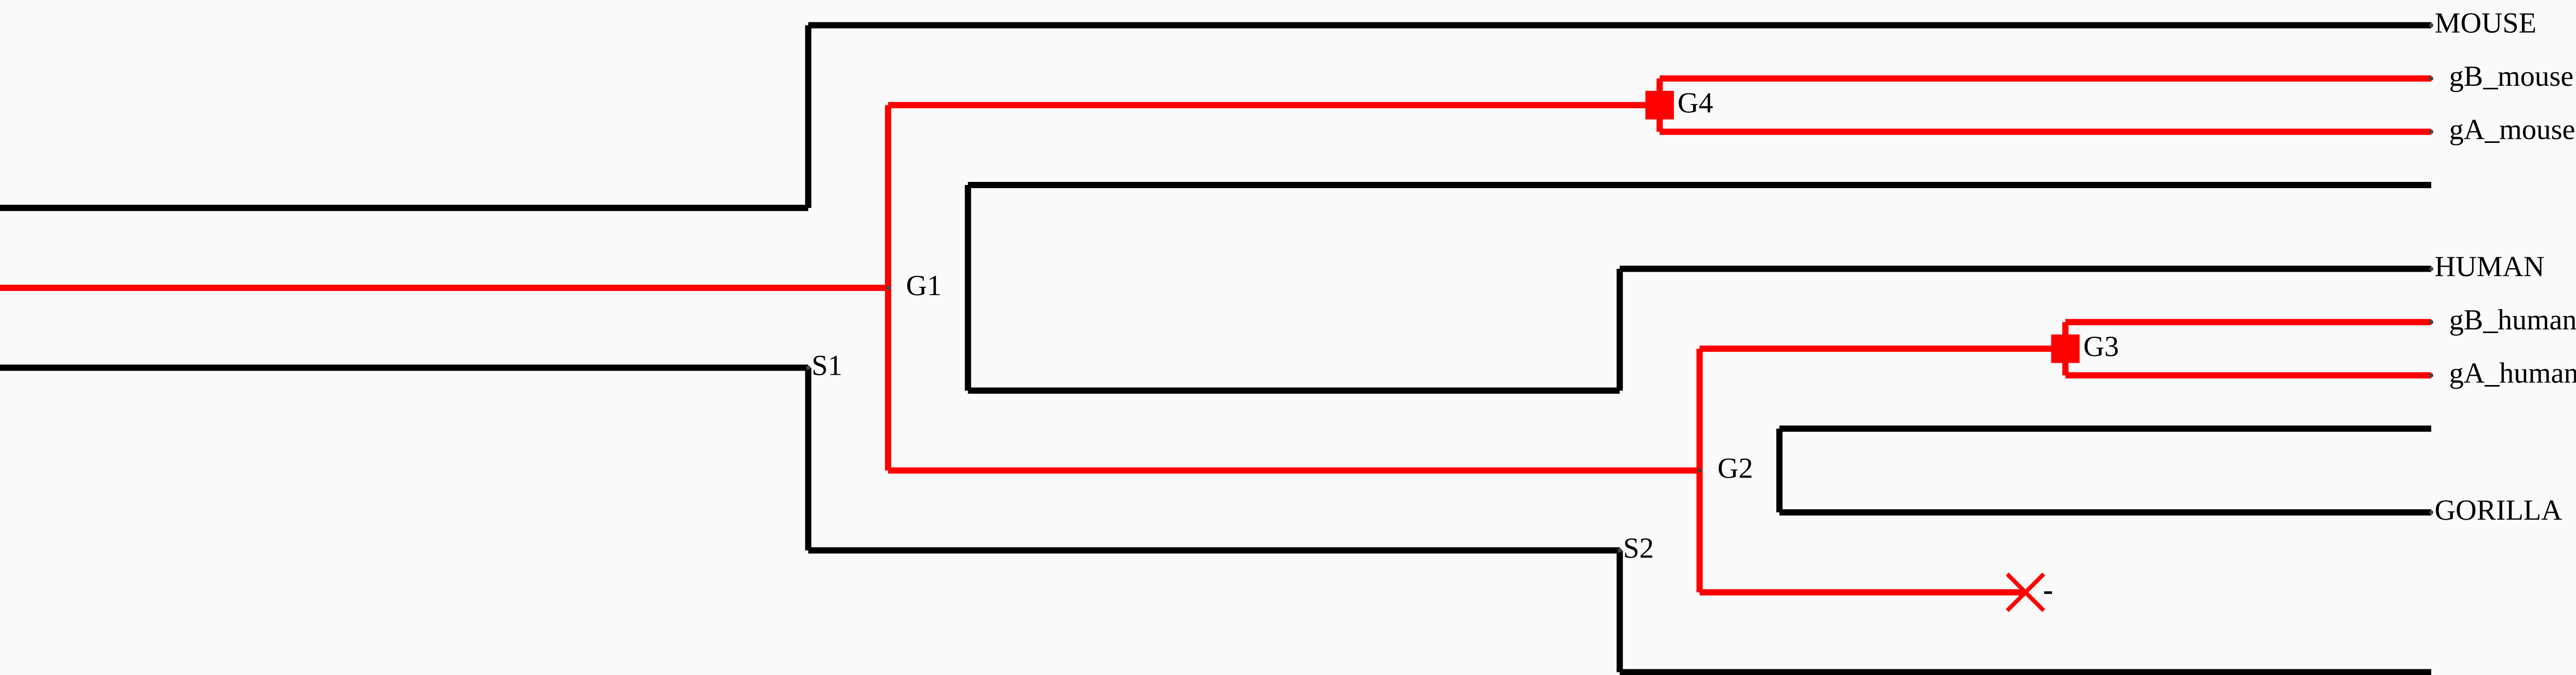 MOUSE
gB_mouse
G4
gA_mouse
HUMAN
G1
gB_human
G3
S1
gA_human
G2
GORILLA
S2
-